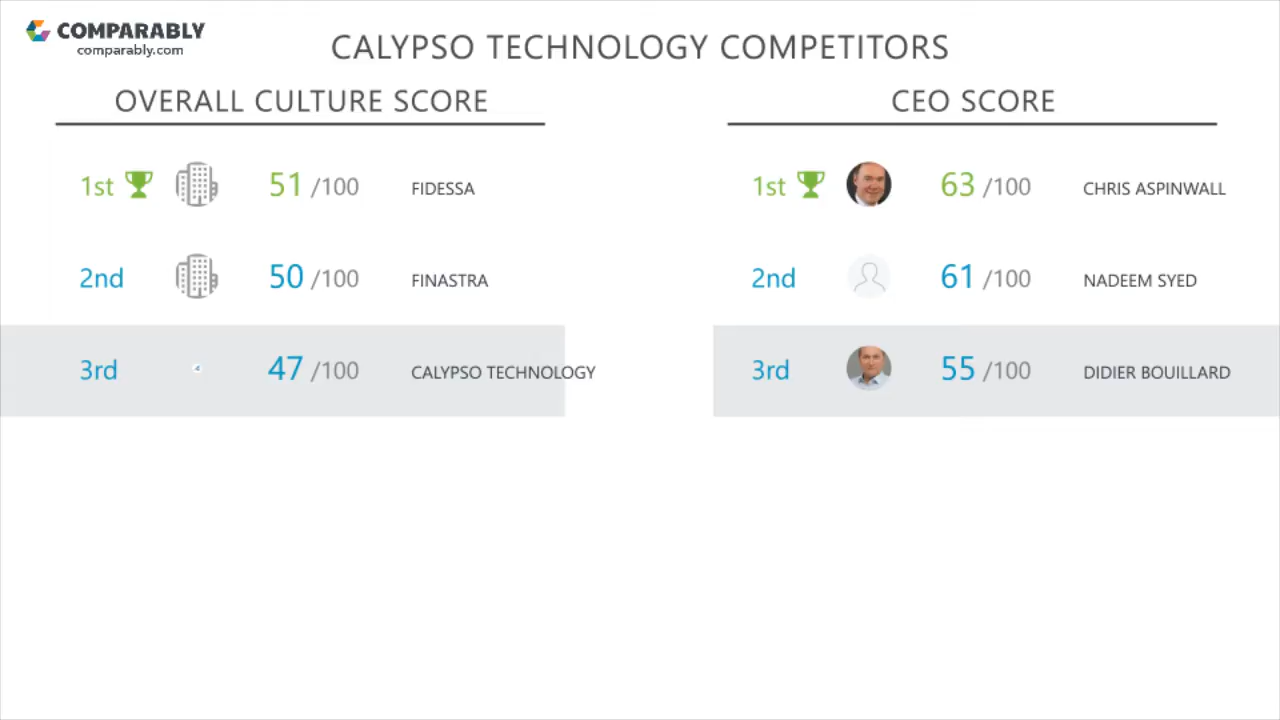 COMPARABLY
comparably.com
CALYPSO TECHNOLOGY COMPETITORS
OVERALL CULTURE SCORE
1st 51 /100 FIDESSA
2nd 50 /100 FINASTRA
3rd 47 /100 CALYPSO TECHNOLOGY
CEO SCORE
1st 63 /100 CHRIS ASPINWALL
2nd 61 /100 NADEEM SYED
3rd 55 /100 DIDIER BOUILLARD